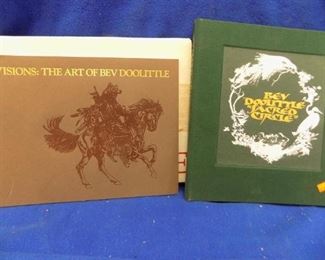 VISIONS: THE ART OF BEV DOOLITTLE
BEV
DOOLITTLE
SACRED
CIRCLE